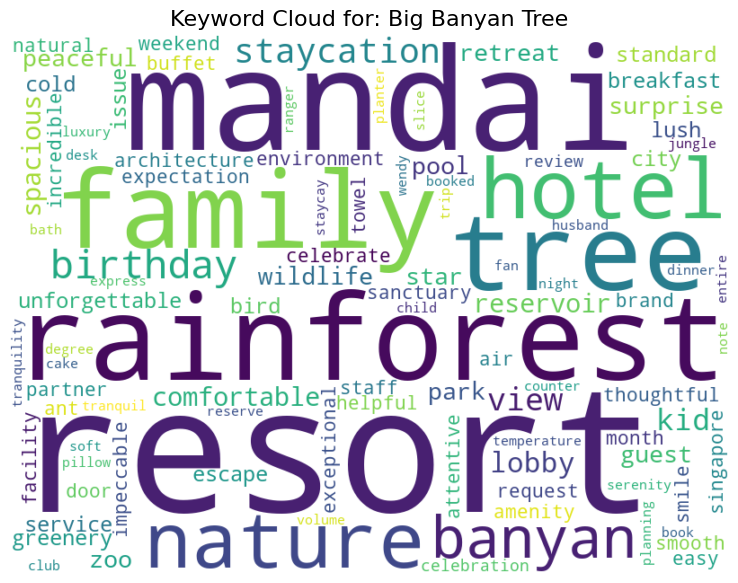 Keyword Cloud for: Big Banyan Tree
natural
weekend
staycation
retreat
standard
peaceful
buffet
mandai
cold
issue
ranger
planter
slice
breakfast
surprise
spacious
incredible
luxury
lush
jungle
desk
architecture
environment
pool
review
city
expectation
family
staycay
towel
wendy
booked
trip
hotel
bath
birthday
celebrate
tree
husband
express
wildlife
star
fan
night
dinner
entire
unforgettable
bird
sanctuary
child
reservoir
brand
tranquility
rainforest
note
degree
cake
air
partner
ant
tranquil
comfortable
staff
helpful
park
view
counter
thoughtful
reserve
resort
kid
facility
soft
pillow
door
impeccable
escape
exceptional
attentive
temperature
lobby
month
guest
request
amenity
serenity
smile
singapore
service
greenery
club
zoo
nature
volume
banyan
celebration
planning
book
smooth
easy